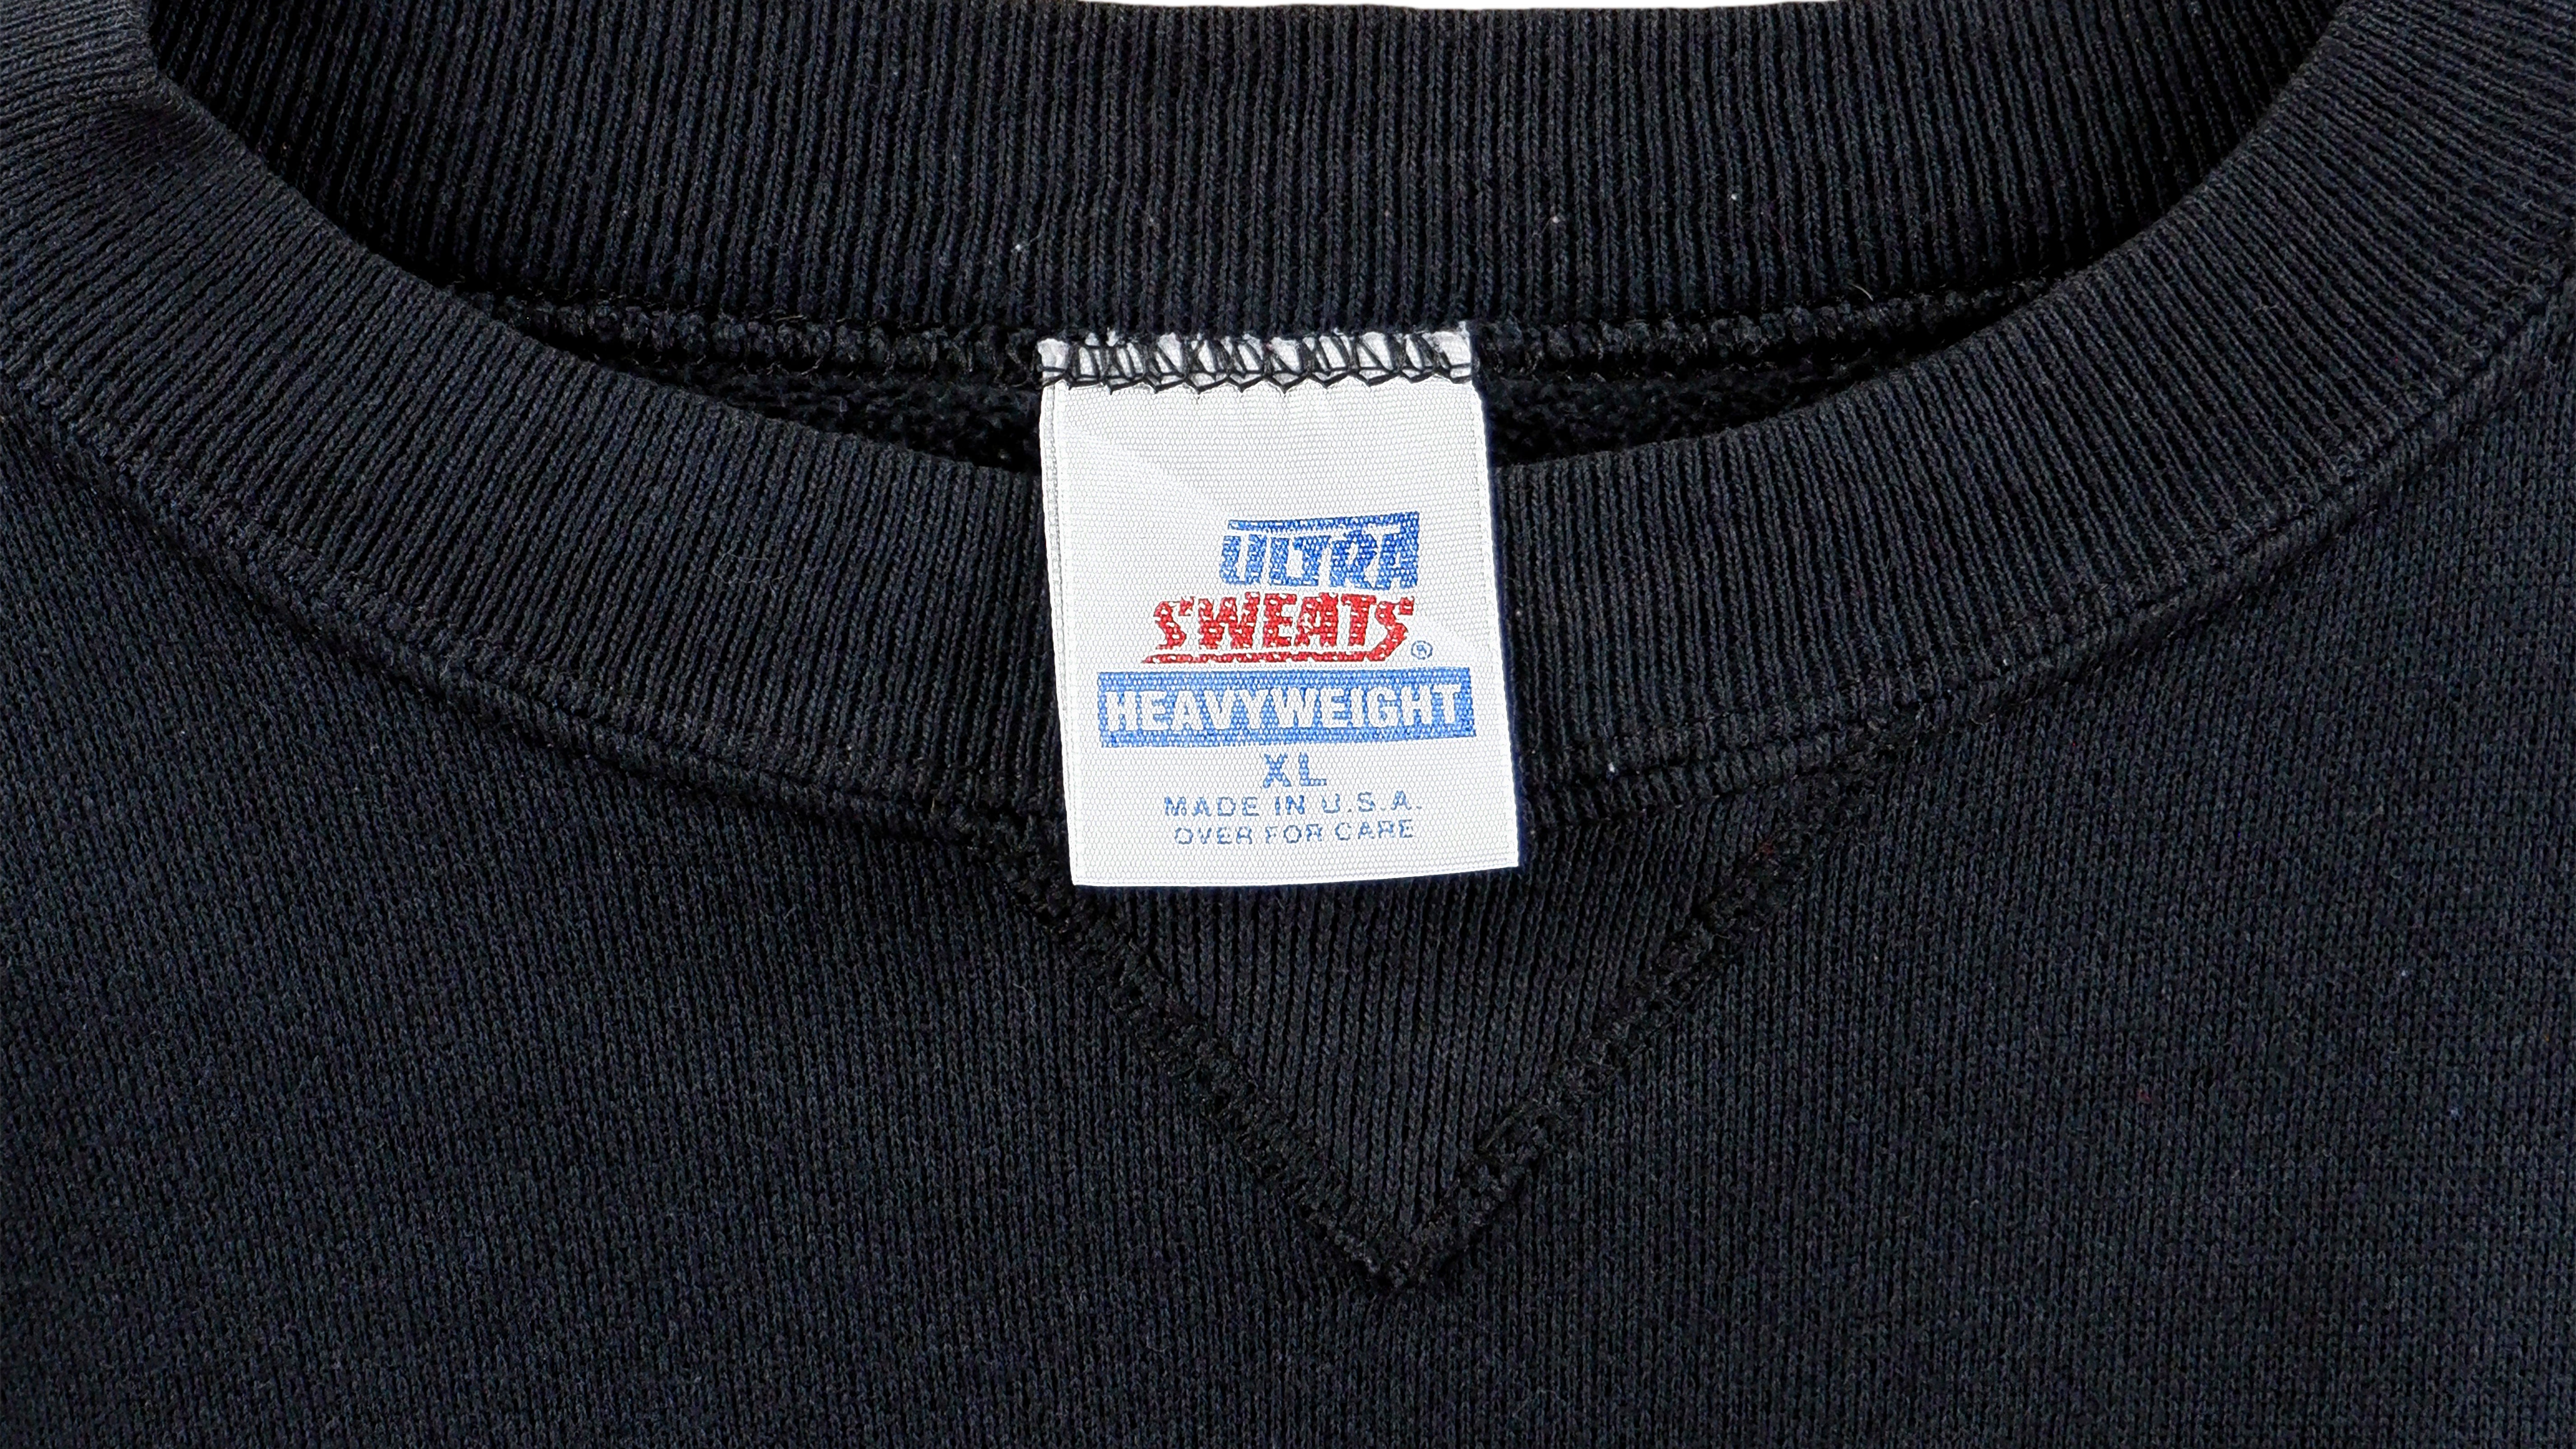 ULTRA
SWEATS®
HEAVYWEIGHT
XL
MADE IN U.S.A.
OVER FOR CARE